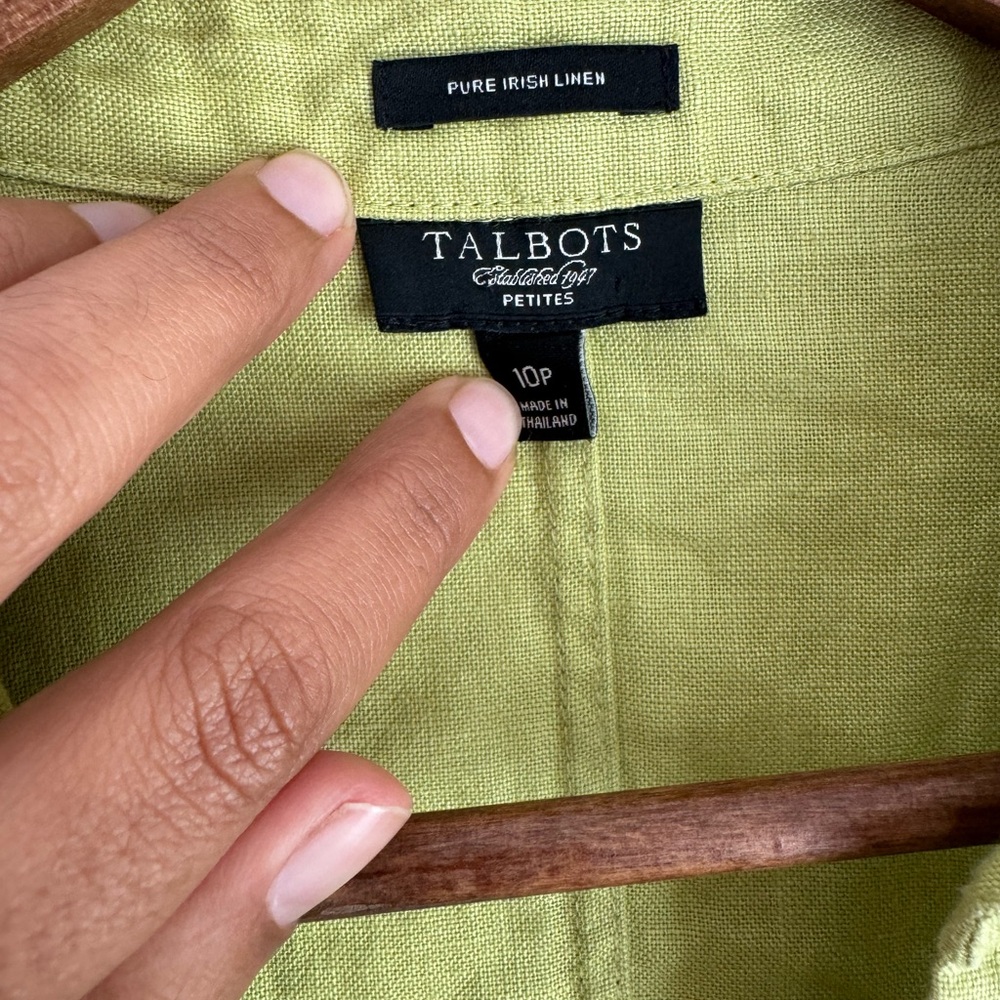 PURE IRISH LINEN
TALBOTS
Established 1947
PETITES
10P
MADE IN
THAILAND